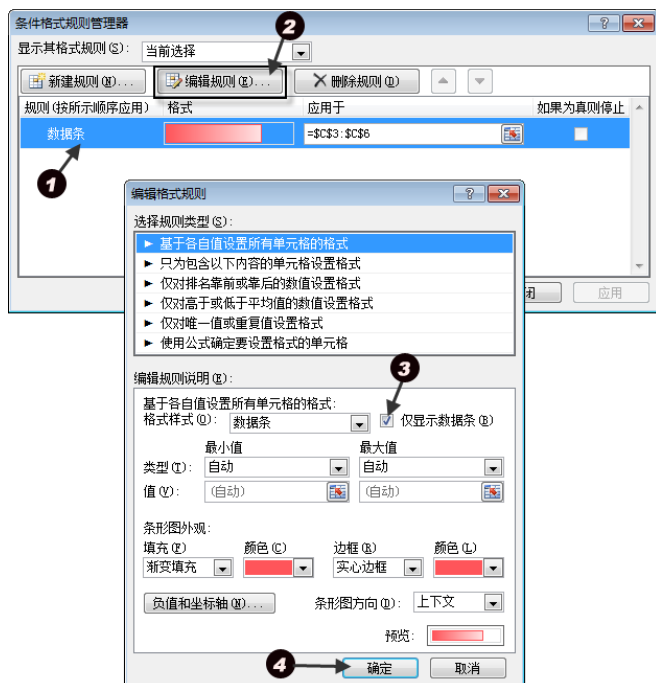 条件格式规则管理器
2
显示其格式规则(S): 当前选择
新建规则(N)... 编辑规则(E)... 删除规则(D)
规则(按所示顺序应用) 格式 应用于 如果为真则停止
数据条 =$C$3:$C$6
1
编辑格式规则
选择规则类型(S):
► 基于各自值设置所有单元格的格式
► 只为包含以下内容的单元格设置格式
► 仅对排名靠前或靠后的数值设置格式
► 仅对高于或低于平均值的数值设置格式
► 仅对唯一值或重复值设置格式
► 使用公式确定要设置格式的单元格
闭 应用
编辑规则说明(E):
3
基于各自值设置所有单元格的格式:
格式样式(O): 数据条 仅显示数据条(B)
最小值 最大值
类型(T): 自动 自动
值(V): (自动) (自动)
条形图外观:
填充(F) 颜色(C) 边框(R) 颜色(L)
渐变填充 实心边框
负值和坐标轴(N)... 条形图方向(D): 上下文
预览:
4 确定 取消